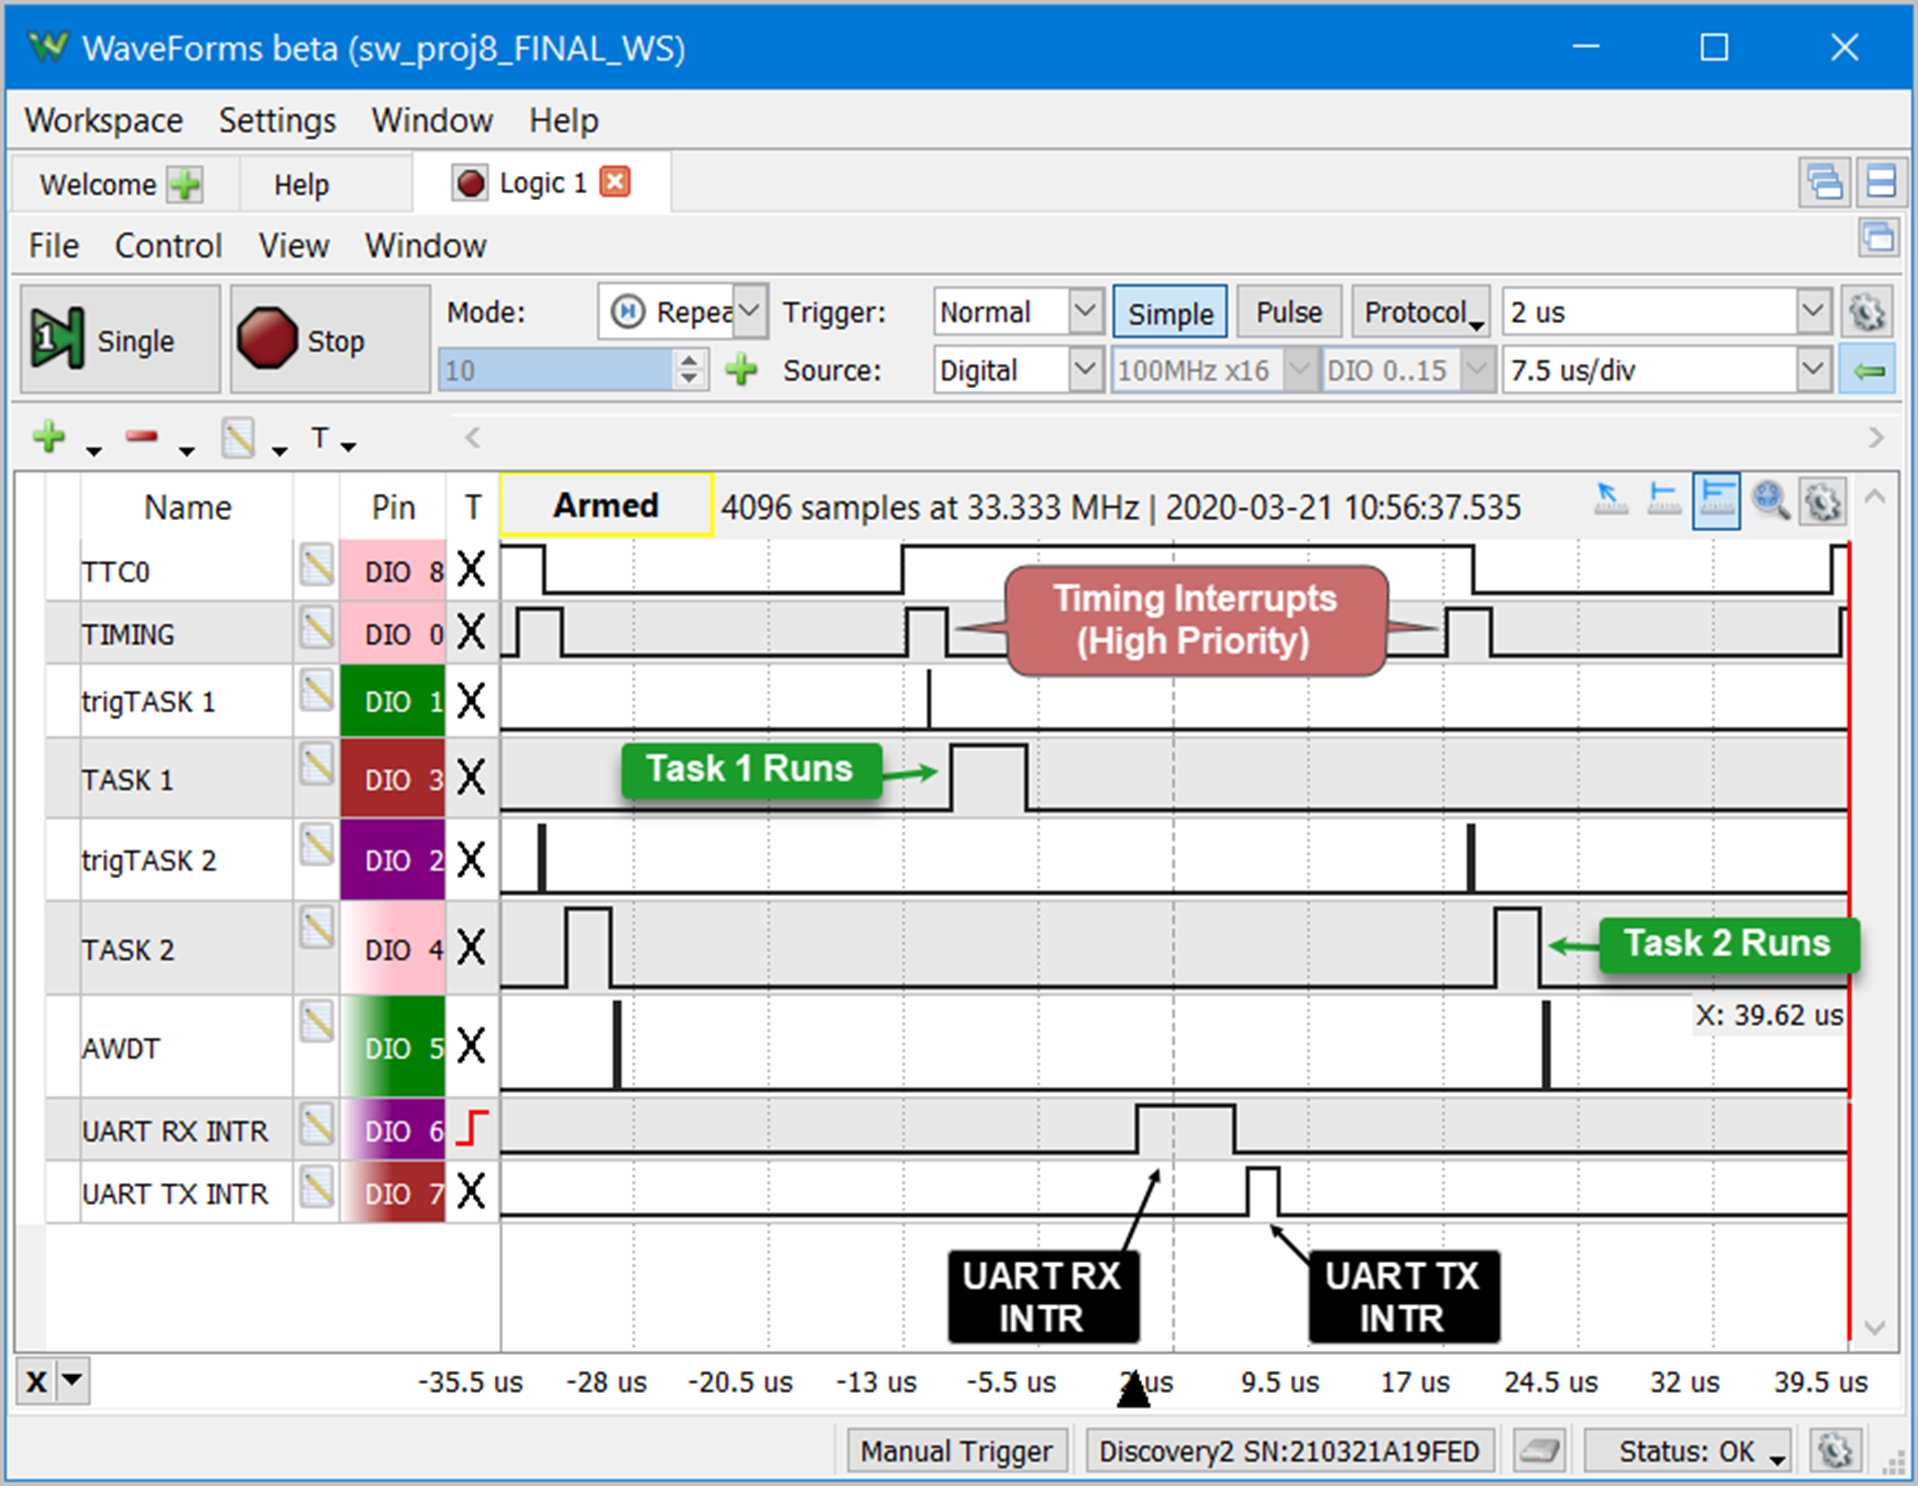 WaveForms beta (sw_proj8_FINAL_WS)
Workspace Settings Window Help
Welcome Help Logic 1
File Control View Window
1 Single Stop Mode: Repea Trigger: Normal Simple Pulse Protocol 2 us
10 Source: Digital 100MHz x16 DIO 0..15 7.5 us/div
T
Name Pin T Armed 4096 samples at 33.333 MHz | 2020-03-21 10:56:37.535
TTC0 DIO 8 X
Timing Interrupts
(High Priority)
TIMING DIO 0 X
trigTASK 1 DIO 1 X
Task 1 Runs
TASK 1 DIO 3 X
trigTASK 2 DIO 2 X
TASK 2 DIO 4 X
Task 2 Runs
X: 39.62 us
AWDT DIO 5 X
UART RX INTR DIO 6
UART TX INTR DIO 7 X
UART RX
INTR
UART TX
INTR
X -35.5 us -28 us -20.5 us -13 us -5.5 us 2 us 9.5 us 17 us 24.5 us 32 us 39.5 us
Manual Trigger Discovery2 SN:210321A19FED Status: OK